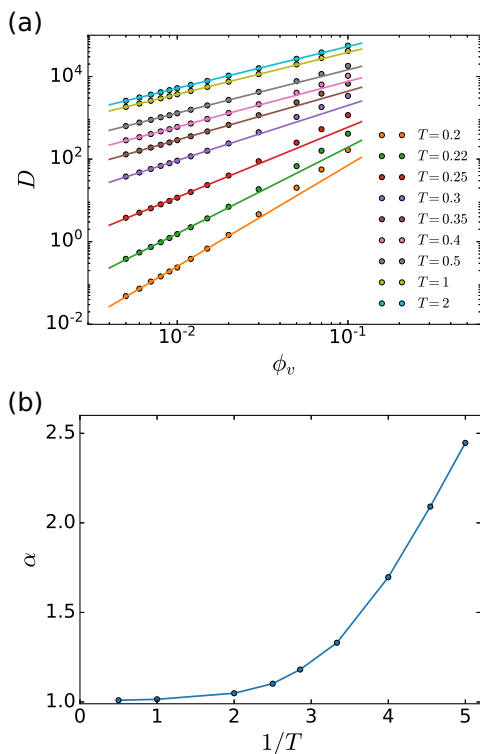 (a)
10^4
10^2
10^0
10^-2
D
10^-2
10^-1
ϕ_v
T = 0.2
T = 0.22
T = 0.25
T = 0.3
T = 0.35
T = 0.4
T = 0.5
T = 1
T = 2
(b)
2.5
2.0
1.5
1.0
α
0 1 2 3 4 5
1/T